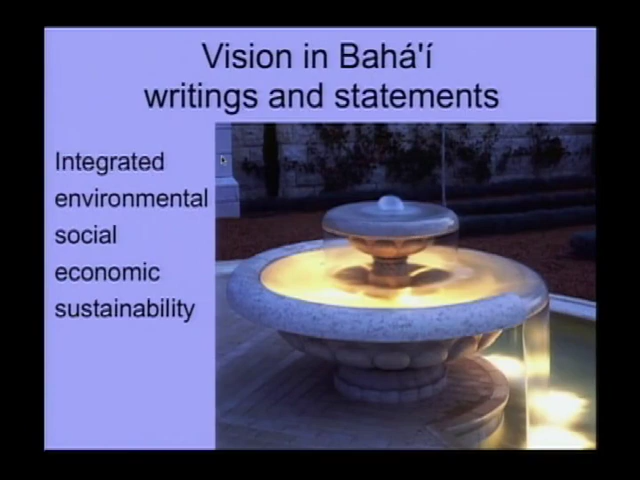 Vision in Bahá'í
writings and statements
Integrated
environmental
social
economic
sustainability